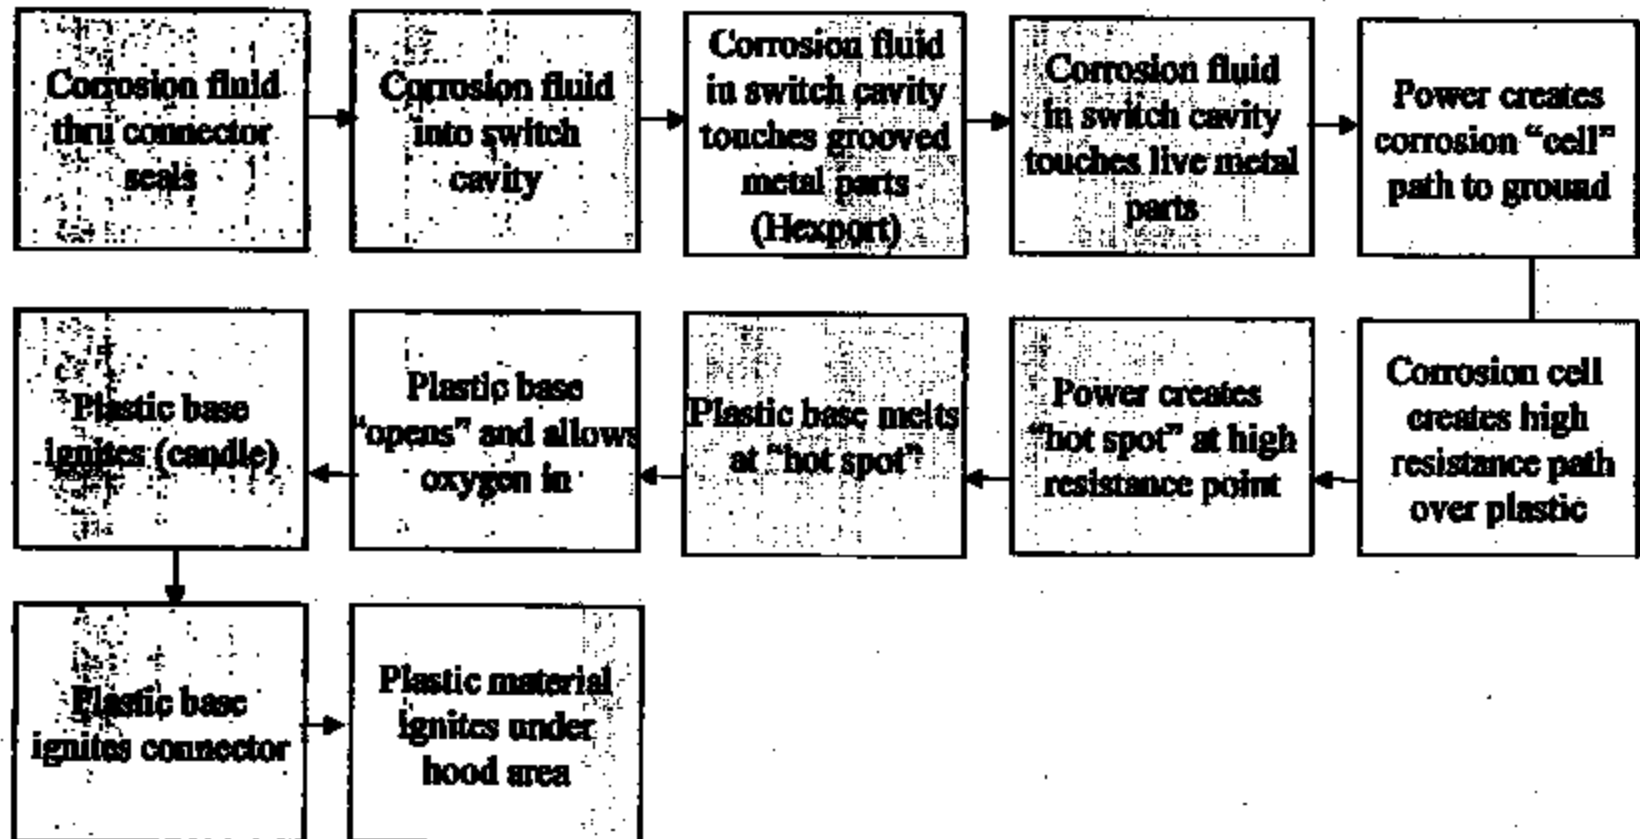 Corrosion fluid
thru connector
seals
Corrosion fluid
into switch
cavity
Corrosion fluid
in switch cavity
touches grooved
metal parts
(Hexport)
Corrosion fluid
in switch cavity
touches live metal
parts
Power creates
corrosion “cell”
path to ground
Corrosion cell
creates high
resistance path
over plastic
Power creates
“hot spot” at high
resistance point
Plastic base melts
at “hot spot”
Plastic base
“opens” and allows
oxygen in
Plastic base
ignites (candle)
Plastic base
ignites connector
Plastic material
ignites under
hood area